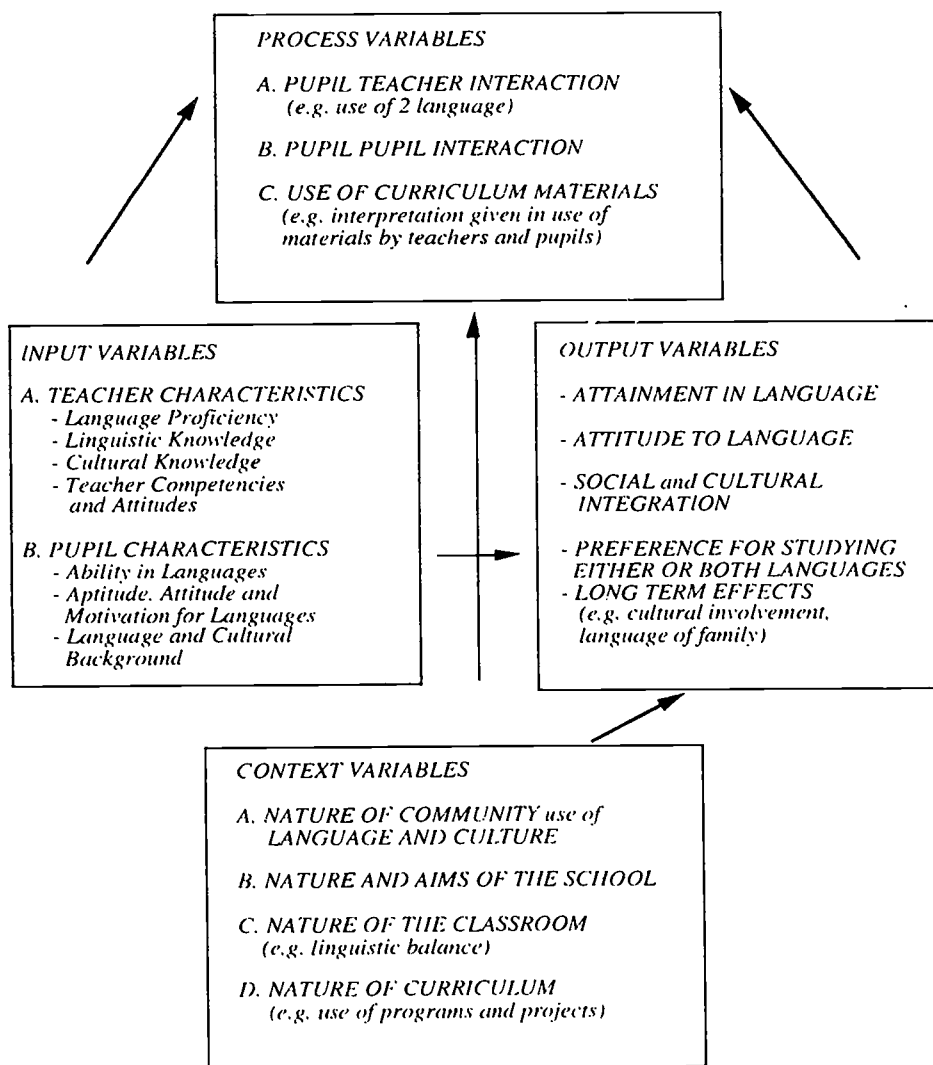 PROCESS VARIABLES
A. PUPIL TEACHER INTERACTION
(e.g. use of 2 language)
B. PUPIL PUPIL INTERACTION
C. USE OF CURRICULUM MATERIALS
(e.g. interpretation given in use of
materials by teachers and pupils)
INPUT VARIABLES
A. TEACHER CHARACTERISTICS
- Language Proficiency
- Linguistic Knowledge
- Cultural Knowledge
- Teacher Competencies
and Attitudes
B. PUPIL CHARACTERISTICS
- Ability in Languages
- Aptitude, Attitude and
Motivation for Languages
- Language and Cultural
Background
OUTPUT VARIABLES
- ATTAINMENT IN LANGUAGE
- ATTITUDE TO LANGUAGE
- SOCIAL and CULTURAL
INTEGRATION
- PREFERENCE FOR STUDYING
EITHER OR BOTH LANGUAGES
- LONG TERM EFFECTS
(e.g. cultural involvement,
language of family)
CONTEXT VARIABLES
A. NATURE OF COMMUNITY use of
LANGUAGE AND CULTURE
B. NATURE AND AIMS OF THE SCHOOL
C. NATURE OF THE CLASSROOM
(e.g. linguistic balance)
D. NATURE OF CURRICULUM
(e.g. use of programs and projects)